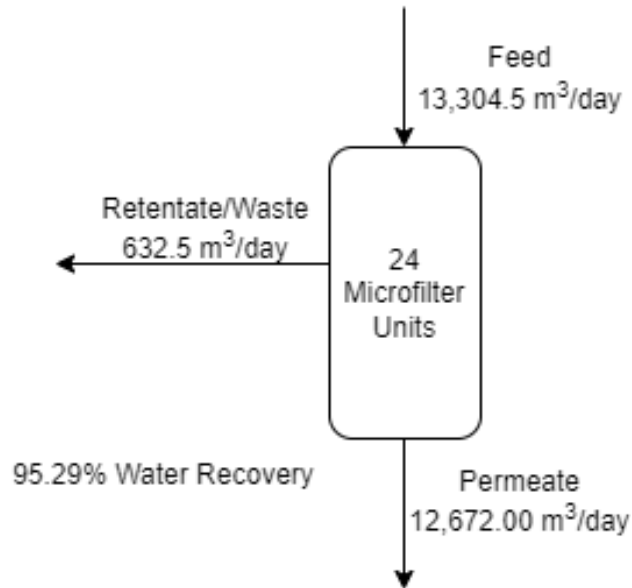 Feed
13,304.5 m³/day
Retentate/Waste
632.5 m³/day
24
Microfilter
Units
95.29% Water Recovery
Permeate
12,672.00 m³/day